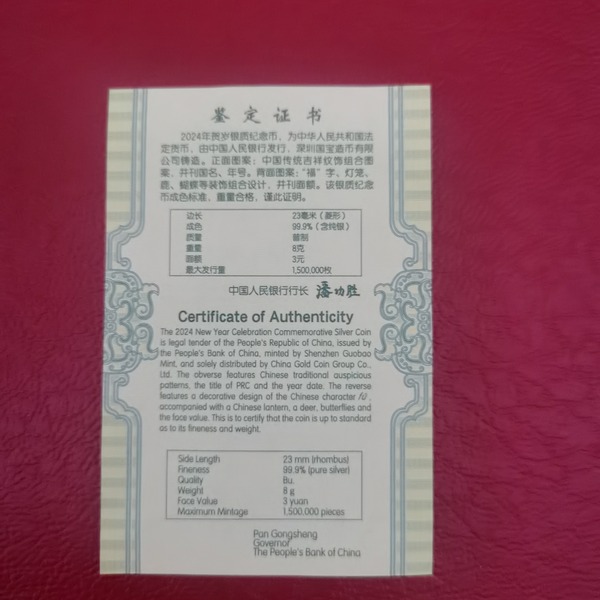 鉴定证书
2024年贺岁银质纪念币，为中华人民共和国法
定货币，由中国人民银行发行，深圳国宝造币有限
公司铸造。正面图案：中国传统吉祥纹饰组合图
案，并刊国名、年号。背面图案：“福”字、灯笼、
鹿、蝴蝶等装饰组合设计，并刊面额。该银质纪念
币成色标准，重量合格，谨此证明。
边长 23毫米（菱形）
成色 99.9%（含纯银）
质量 普制
重量 8克
面额 3元
最大发行量 1,500,000枚
中国人民银行行长 潘功胜
Certificate of Authenticity
The 2024 New Year Celebration Commemorative Silver Coin
is legal tender of the People's Republic of China, issued by
the People's Bank of China, minted by Shenzhen Guobao
Mint, and solely distributed by China Gold Coin Group Co.,
Ltd. The obverse features Chinese traditional auspicious
patterns, the title of PRC and the year date. The reverse
features a decorative design of the Chinese character fú ,
accompanied with a Chinese lantern, a deer, butterflies and
the face value. This is to certify that the coin is up to standard
as to its fineness and weight.
Side Length 23 mm (rhombus)
Fineness 99.9% (pure silver)
Quality Bu.
Weight 8 g
Face Value 3 yuan
Maximum Mintage 1,500,000 pieces
Pan Gongsheng
Governor
The People's Bank of China